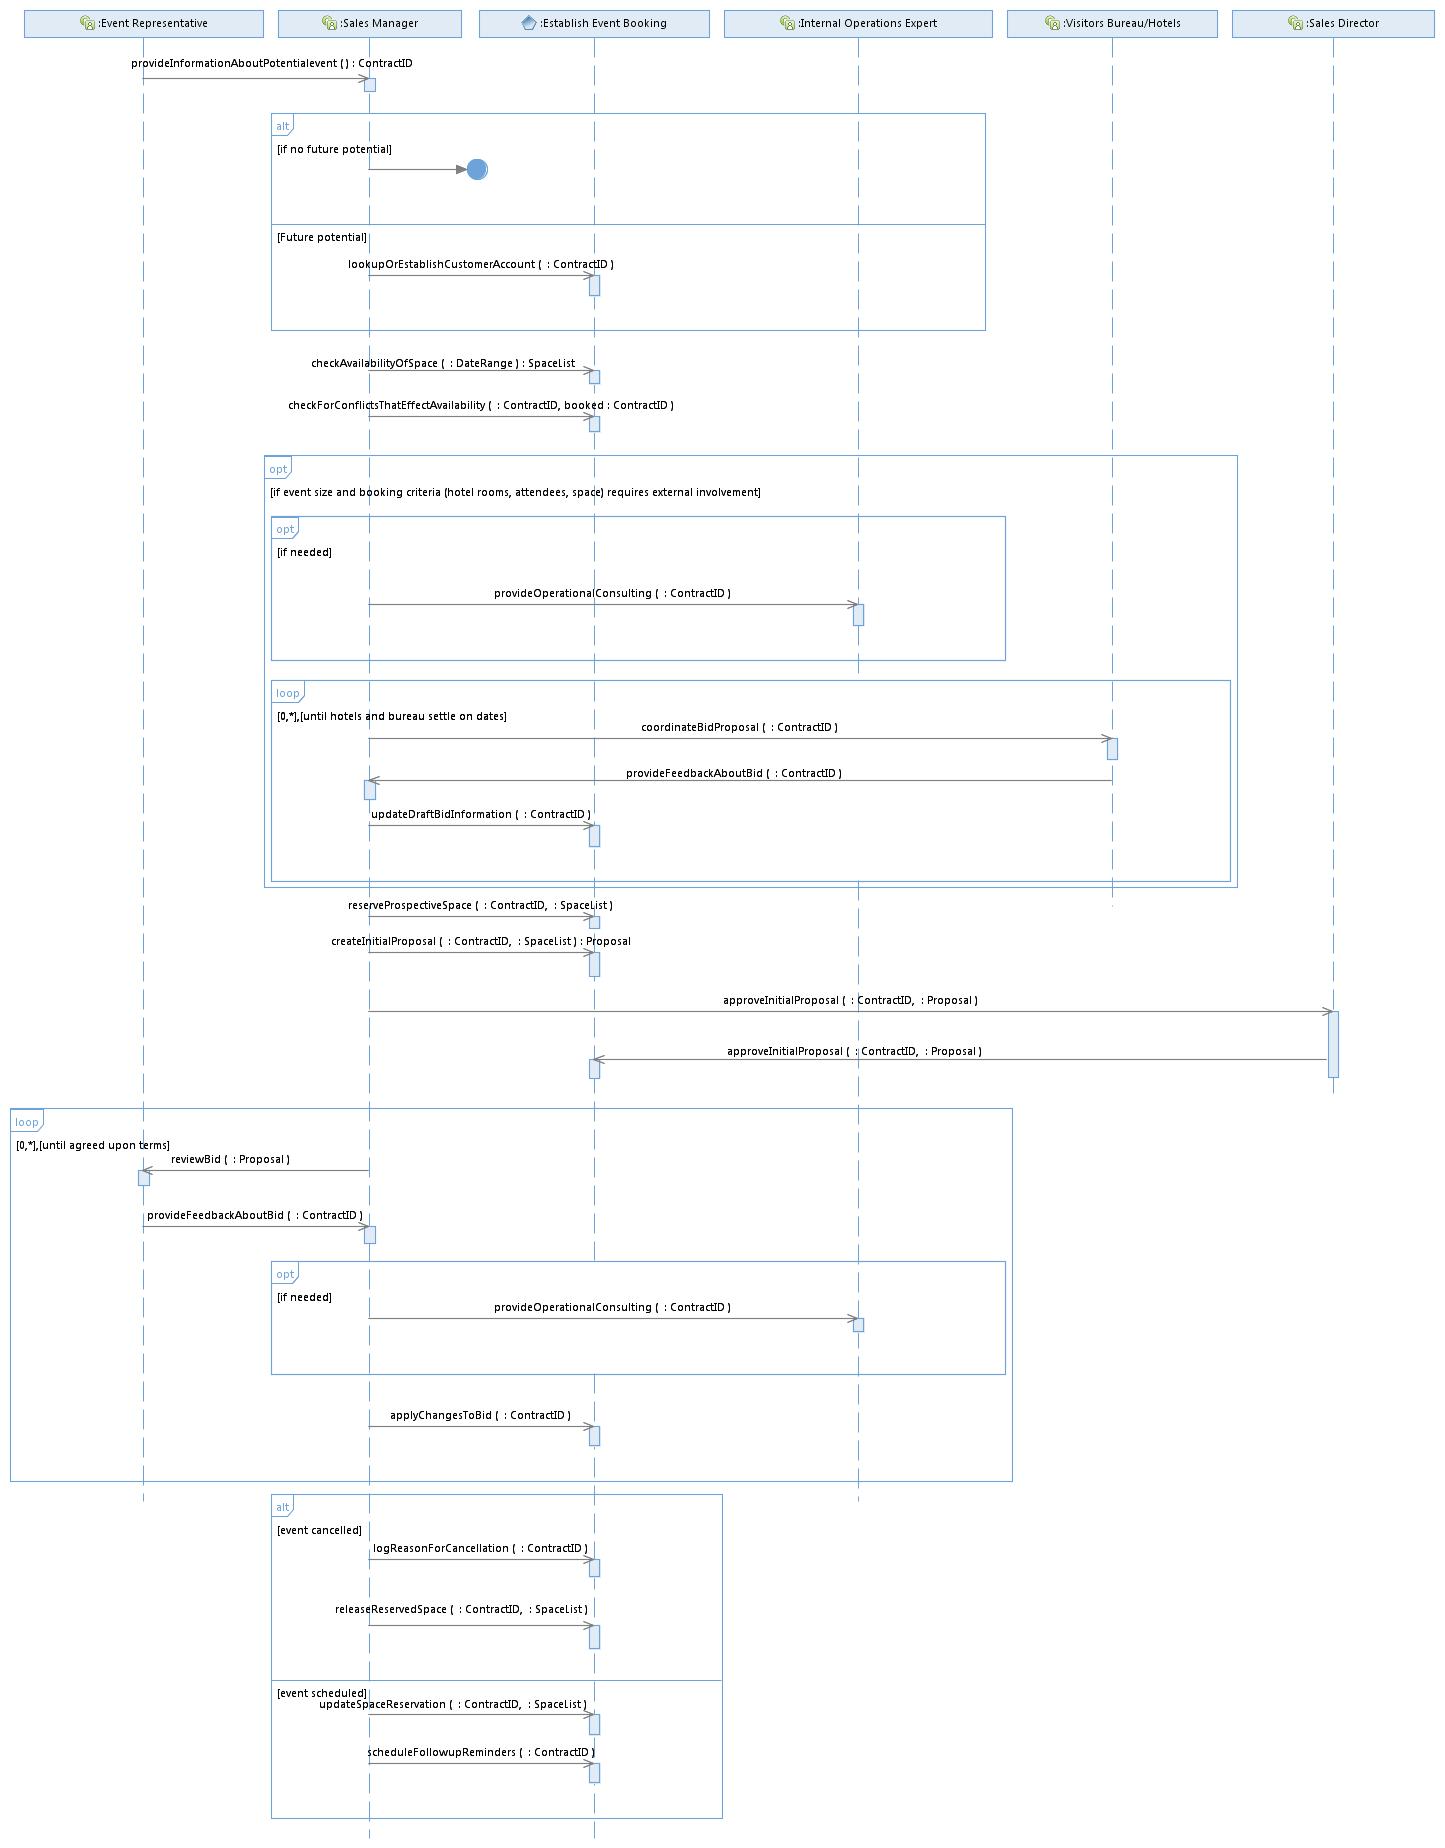 :Event Representative
:Sales Manager
:Establish Event Booking
:Internal Operations Expert
:Visitors Bureau/Hotels
:Sales Director
provideInformationAboutPotentialevent ( ) : ContractID
alt
[if no future potential]
[Future potential]
lookupOrEstablishCustomerAccount ( : ContractID )
checkAvailabilityOfSpace ( : DateRange ) : SpaceList
checkForConflictsThatEffectAvailability ( : ContractID, booked : ContractID )
opt
[if event size and booking criteria (hotel rooms, attendees, space) requires external involvement]
opt
[if needed]
provideOperationalConsulting ( : ContractID )
loop
[0,*],[until hotels and bureau settle on dates]
coordinateBidProposal ( : ContractID )
provideFeedbackAboutBid ( : ContractID )
updateDraftBidInformation ( : ContractID )
reserveProspectiveSpace ( : ContractID, : SpaceList )
createInitialProposal ( : ContractID, : SpaceList ) : Proposal
approveInitialProposal ( : ContractID, : Proposal )
approveInitialProposal ( : ContractID, : Proposal )
loop
[0,*],[until agreed upon terms]
reviewBid ( : Proposal )
provideFeedbackAboutBid ( : ContractID )
opt
[if needed]
provideOperationalConsulting ( : ContractID )
applyChangesToBid ( : ContractID )
alt
[event cancelled]
logReasonForCancellation ( : ContractID )
releaseReservedSpace ( : ContractID, : SpaceList )
[event scheduled]
updateSpaceReservation ( : ContractID, : SpaceList )
scheduleFollowupReminders ( : ContractID )